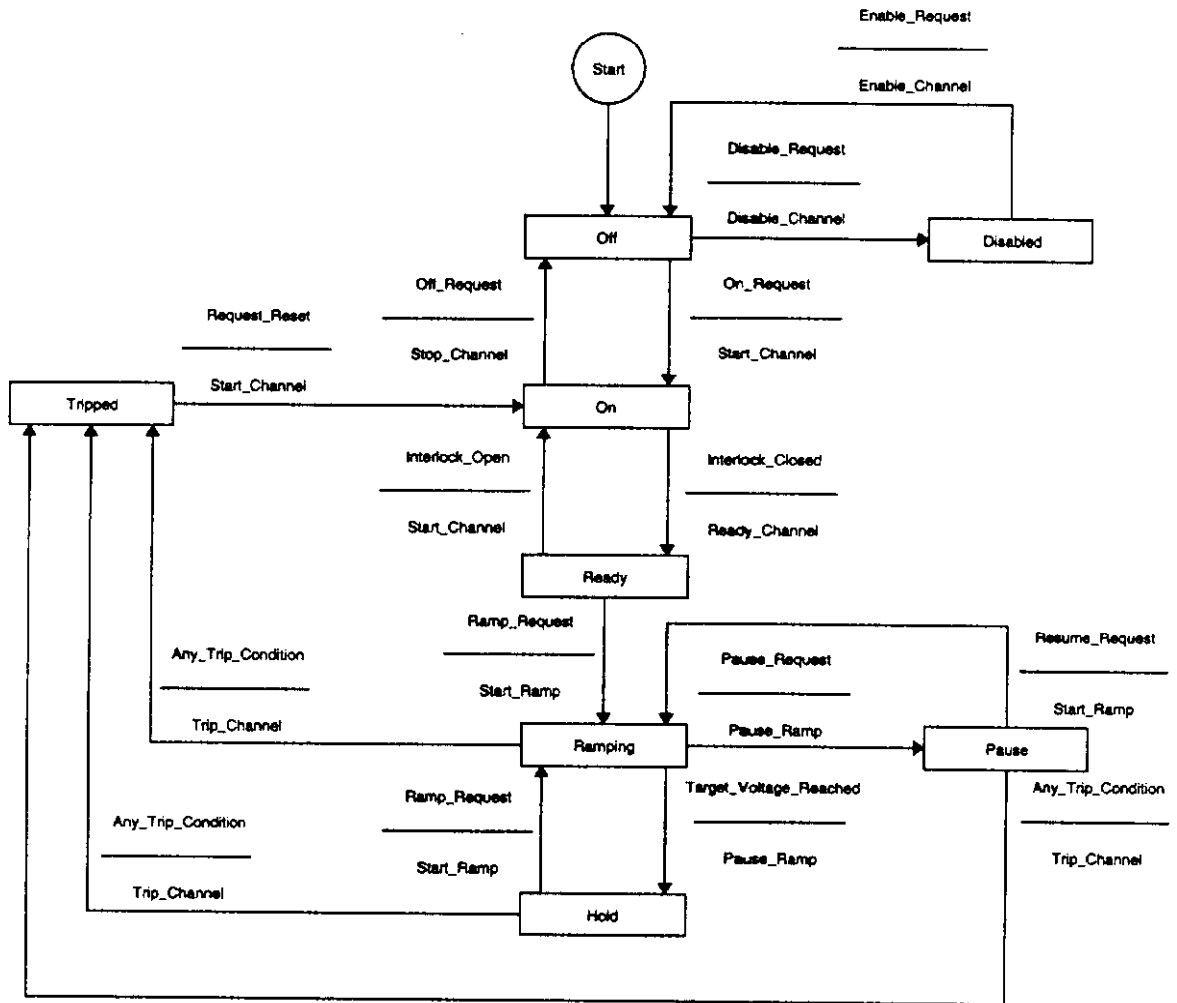 Enable_Request
Start
Enable_Channel
Disable_Request
Disable_Channel
Off
Disabled
Off_Request
On_Request
Request_Reset
Stop_Channel
Start_Channel
Start_Channel
Tripped
On
Interlock_Open
Interlock_Closed
Start_Channel
Ready_Channel
Ready
Ramp_Request
Resume_Request
Any_Trip_Condition
Pause_Request
Start_Ramp
Start_Ramp
Trip_Channel
Pause_Ramp
Ramping
Pause
Ramp_Request
Target_Voltage_Reached
Any_Trip_Condition
Any_Trip_Condition
Start_Ramp
Pause_Ramp
Trip_Channel
Trip_Channel
Hold